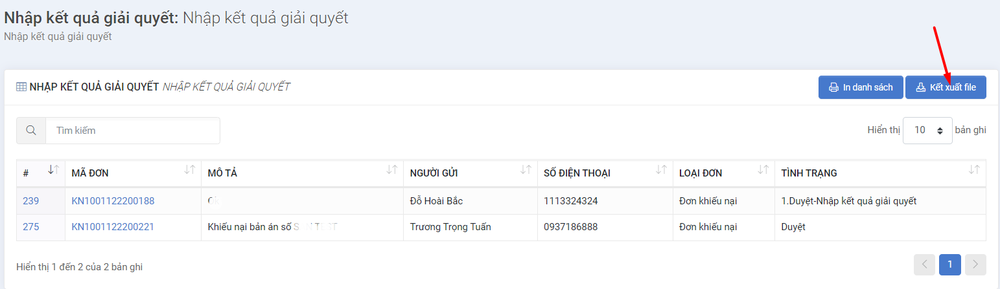 Nhập kết quả giải quyết: Nhập kết quả giải quyết
Nhập kết quả giải quyết
NHẬP KẾT QUẢ GIẢI QUYẾT NHẬP KẾT QUẢ GIẢI QUYẾT
In danh sách Kết xuất file
Tìm kiếm
Hiển thị 10 bản ghi
# MÃ ĐƠN MÔ TẢ NGƯỜI GỬI SỐ ĐIỆN THOẠI LOẠI ĐƠN TÌNH TRẠNG
239 KN1001122200188 Đỗ Hoài Bắc 1113324324 Đơn khiếu nại 1.Duyệt-Nhập kết quả giải quyết
275 KN1001122200221 Khiếu nại bản án số Trương Trọng Tuấn 0937186888 Đơn khiếu nại Duyệt
Hiển thị 1 đến 2 của 2 bản ghi
1